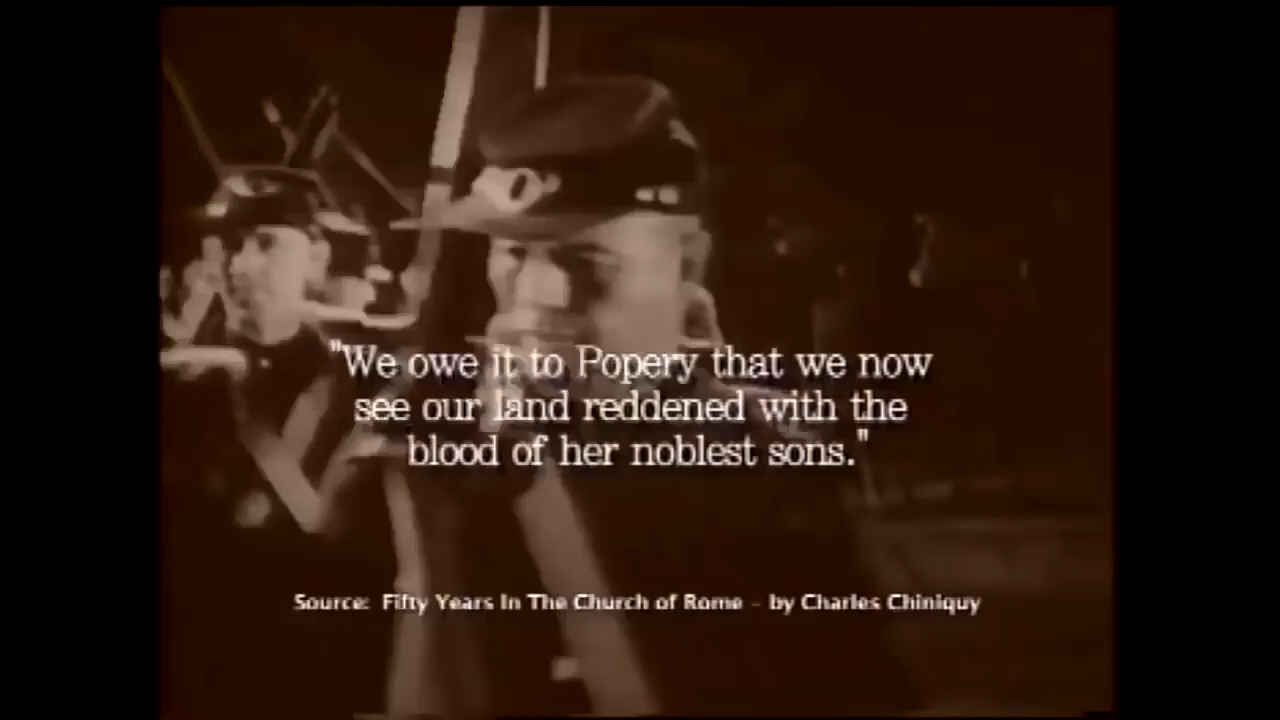 "We owe it to Popery that we now
see our land reddened with the
blood of her noblest sons."
Source: Fifty Years In The Church of Rome - by Charles Chiniquy